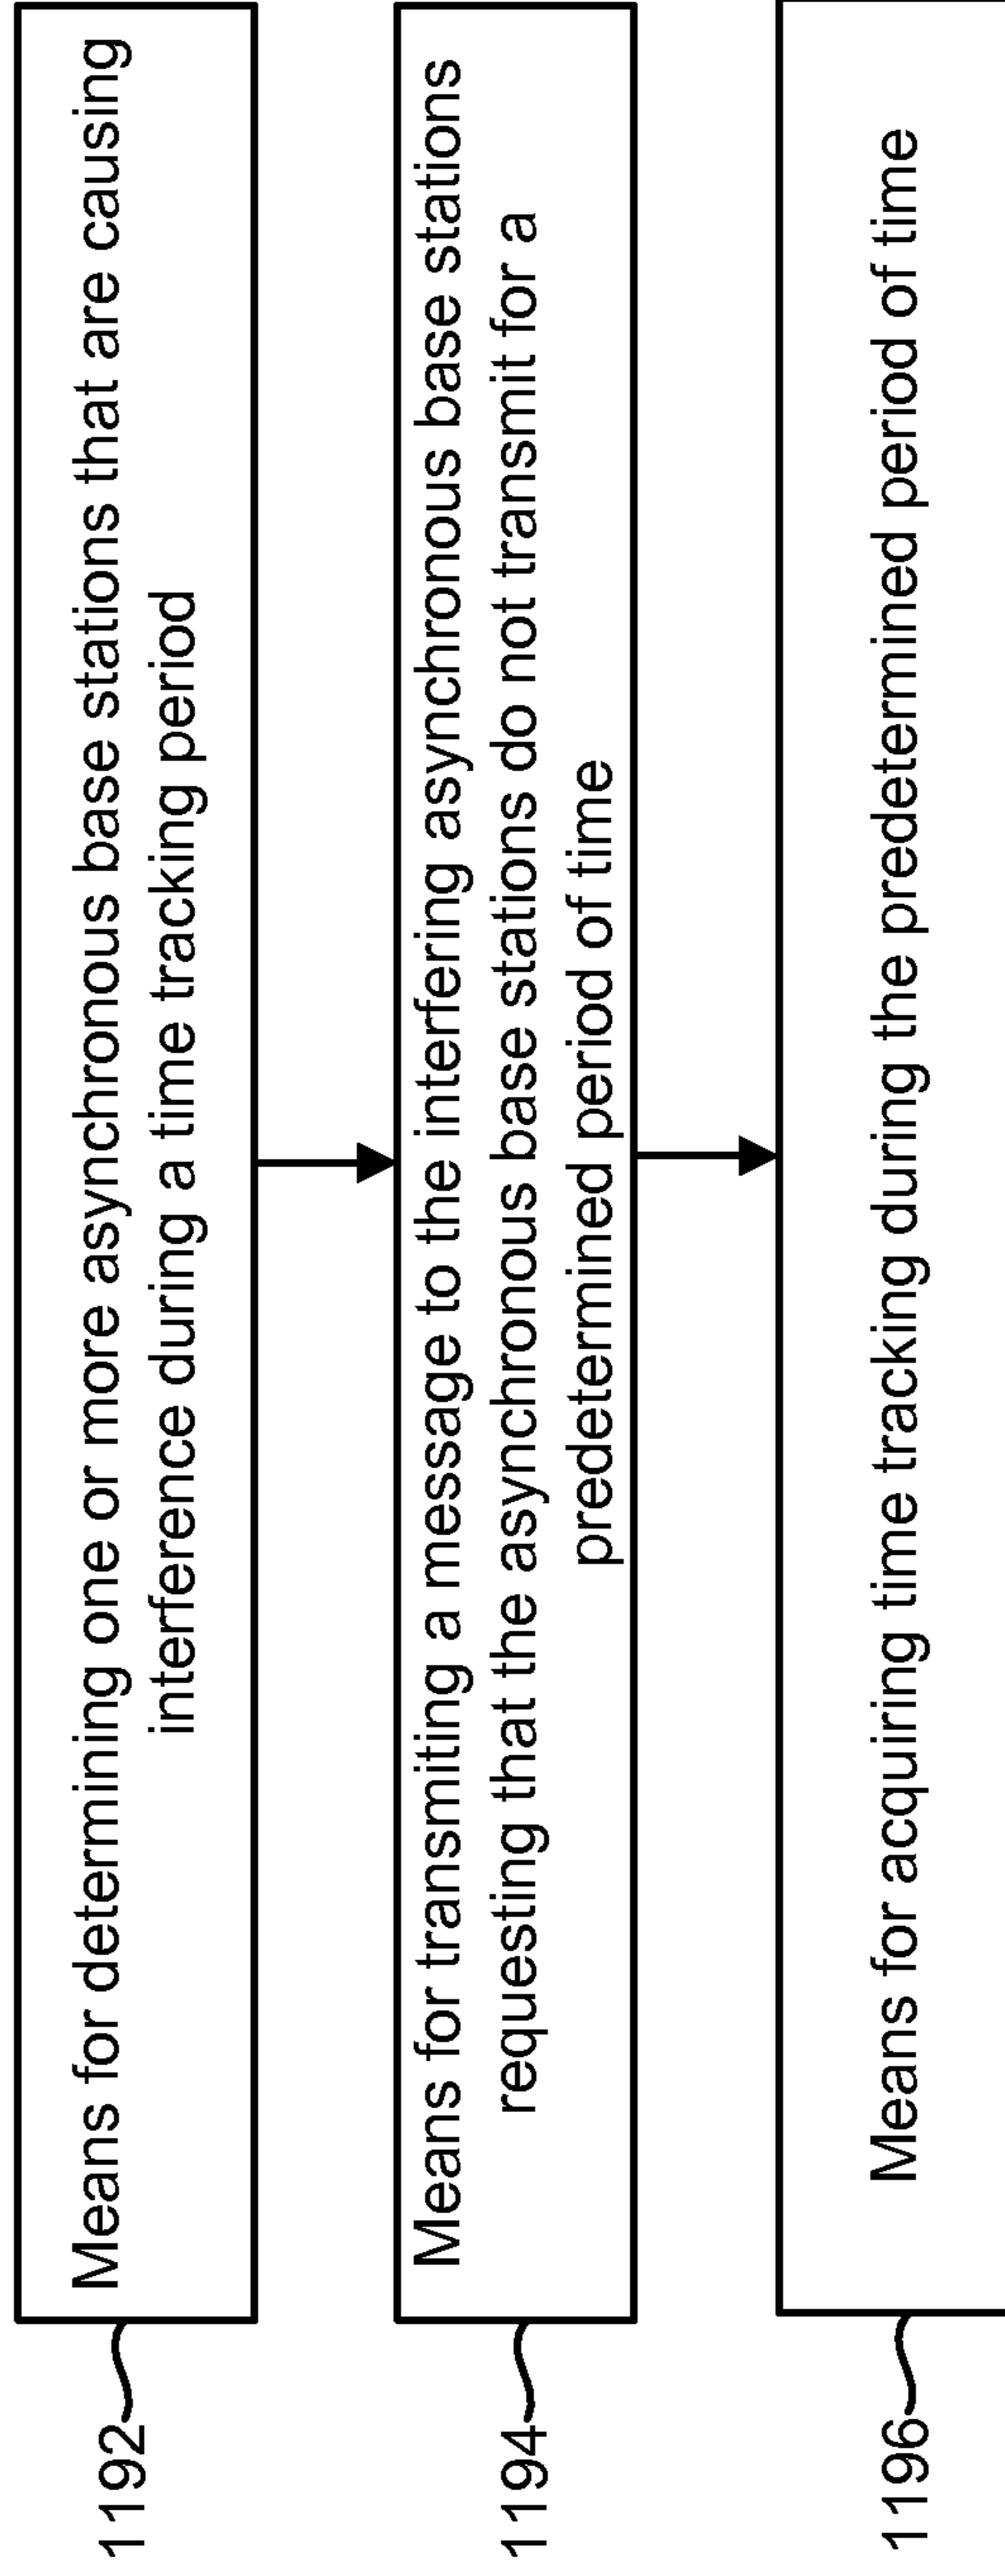 Means for determining one or more asynchronous base stations that are causing
interference during a time tracking period
1192
Means for transmiting a message to the interfering asynchronous base stations
requesting that the asynchronous base stations do not transmit for a
predetermined period of time
1194
Means for acquiring time tracking during the predetermined period of time
1196